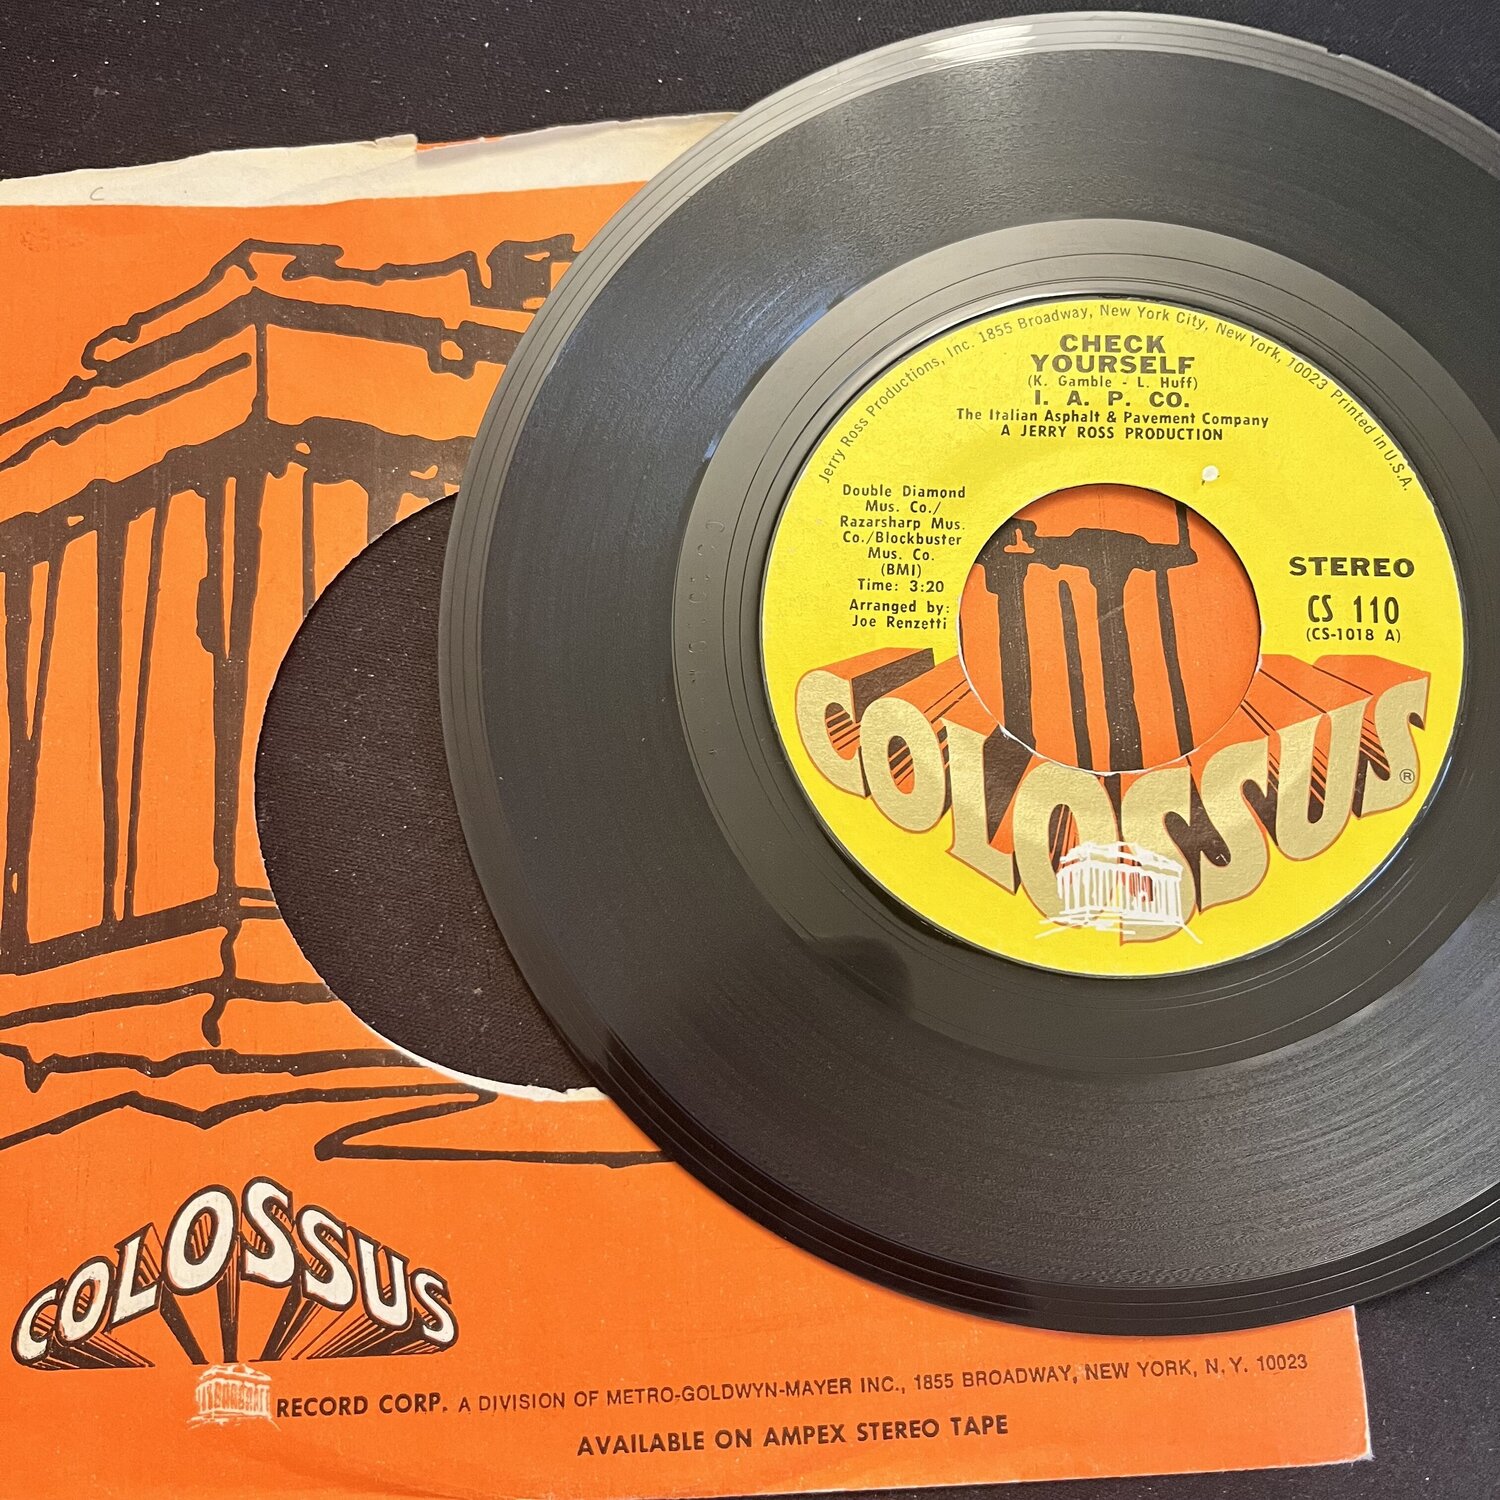 Jerry Ross Productions, Inc. 1855 Broadway, New York City, New York, 10023 Printed in U.S.A.
CHECK
YOURSELF
(K. Gamble - L. Huff)
I. A. P. CO.
The Italian Asphalt & Pavement Company
A JERRY ROSS PRODUCTION
Double Diamond
Mus. Co./
Razarsharp Mus.
Co./Blockbuster
Mus. Co.
(BMI)
Time: 3:20
Arranged by:
Joe Renzetti
STEREO
CS 110
(CS-1018 A)
COLOSSUS
®
COLOSSUS
RECORD CORP. A DIVISION OF METRO-GOLDWYN-MAYER INC., 1855 BROADWAY, NEW YORK, N.Y. 10023
AVAILABLE ON AMPEX STEREO TAPE